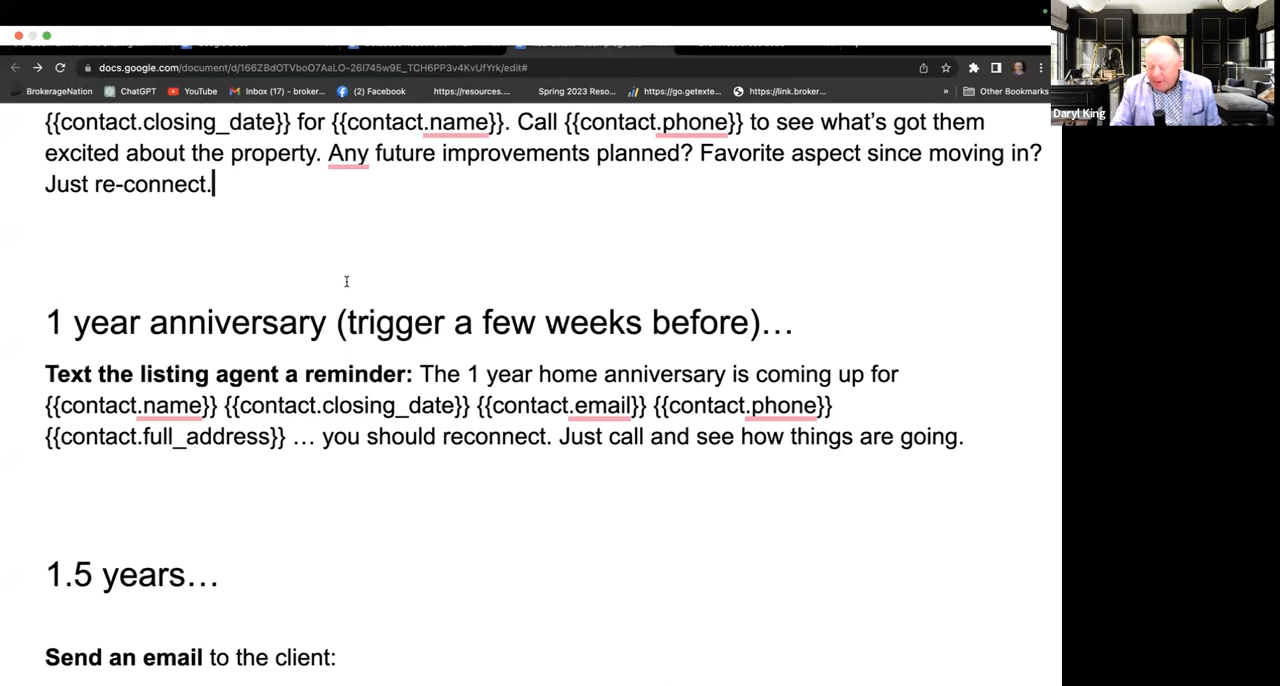 docs.google.com/document/d/166ZBdOTVboO7AaLO-26I745w9E_TCH6PP3v4KvUfYrk/edit#
BrokerageNation ChatGPT YouTube Inbox (17) - broker... (2) Facebook https://resources.... Spring 2023 Reso... https://go.getextе... https://link.broker... » Other Bookmarks
Daryl King
{{contact.closing_date}} for {{contact.name}}. Call {{contact.phone}} to see what’s got them
excited about the property. Any future improvements planned? Favorite aspect since moving in?
Just re-connect.
1 year anniversary (trigger a few weeks before)…
Text the listing agent a reminder: The 1 year home anniversary is coming up for
{{contact.name}} {{contact.closing_date}} {{contact.email}} {{contact.phone}}
{{contact.full_address}} … you should reconnect. Just call and see how things are going.
1.5 years…
Send an email to the client: